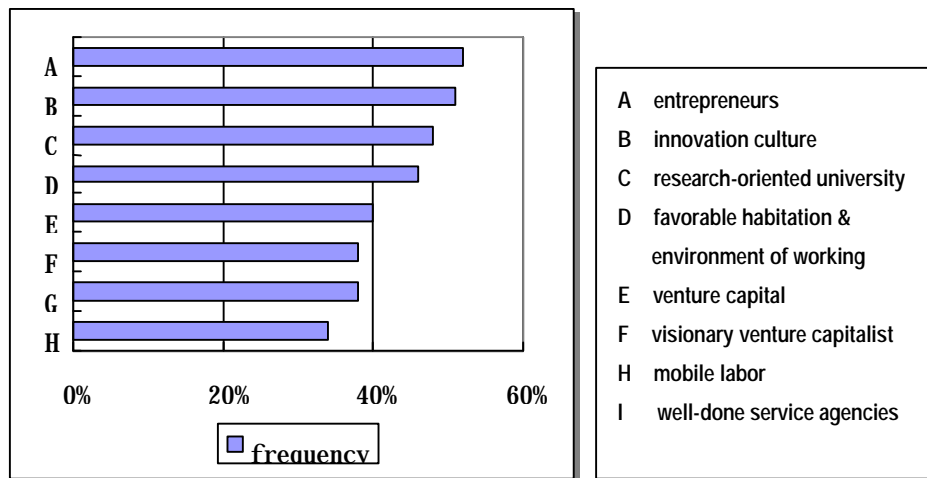 A
B
C
D
E
F
G
H
0% 20% 40% 60%
frequency
A entrepreneurs
B innovation culture
C research-oriented university
D favorable habitation &
environment of working
E venture capital
F visionary venture capitalist
H mobile labor
I well-done service agencies